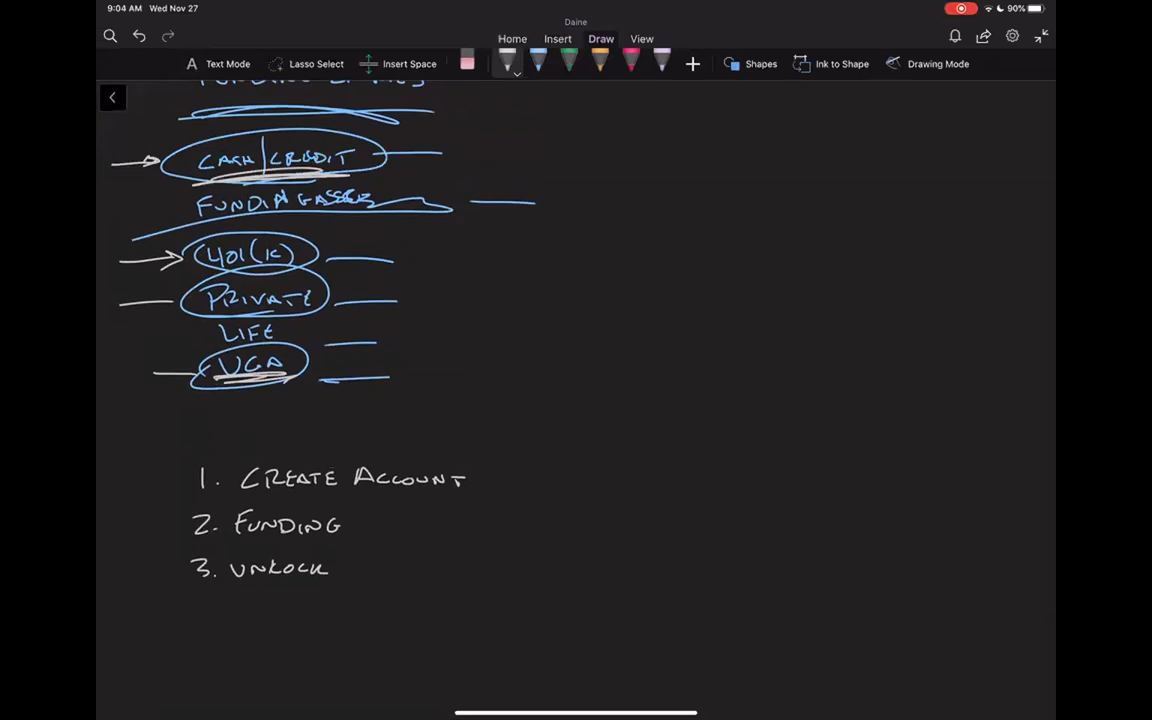 9:04 AM Wed Nov 27
90%
Daine
Home Insert Draw View
Text Mode Lasso Select Insert Space Shapes Ink to Shape Drawing Mode
CASH | CREDIT
FUNDING
401(K)
PRIVATE
LIFE
UGA
1. CREATE ACCOUNT
2. FUNDING
3. UNLOCK